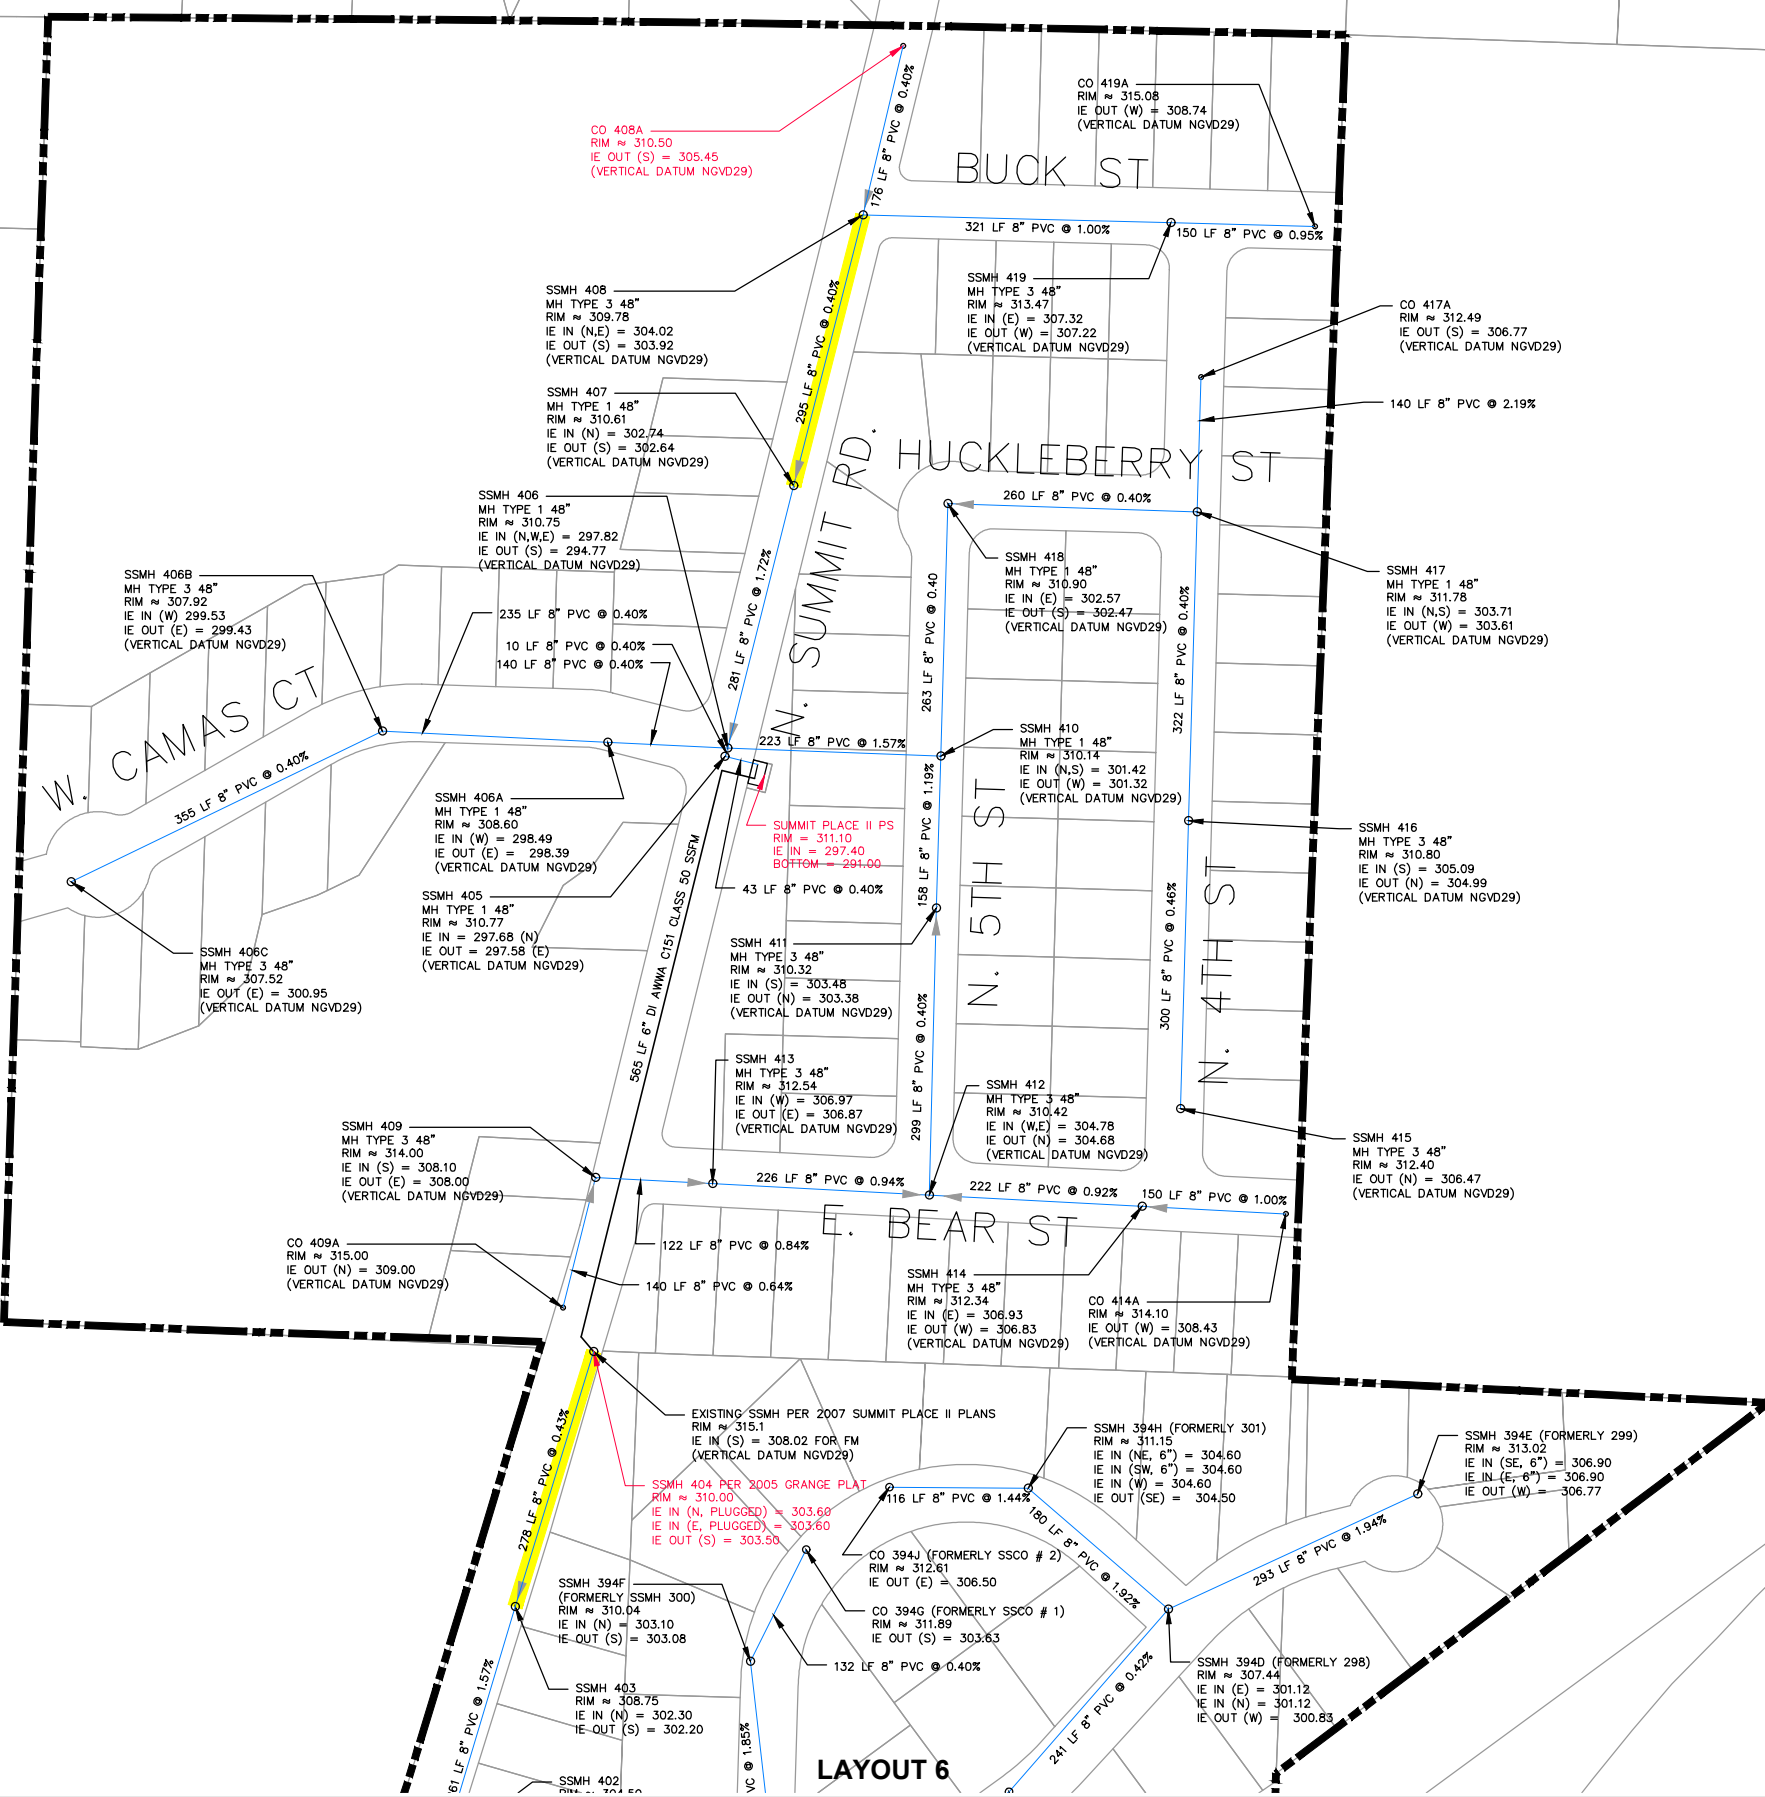 CO 408A
RIM ≈ 310.50
IE OUT (S) = 305.45
(VERTICAL DATUM NGVD29)
176 LF 8" PVC @ 0.40%
CO 419A
RIM ≈ 315.08
IE OUT (W) = 308.74
(VERTICAL DATUM NGVD29)
BUCK ST
321 LF 8" PVC @ 1.00%
150 LF 8" PVC @ 0.95%
SSMH 408
MH TYPE 3 48"
RIM ≈ 309.78
IE IN (N,E) = 304.02
IE OUT (S) = 303.92
(VERTICAL DATUM NGVD29)
295 LF 8" PVC @ 0.40%
SSMH 419
MH TYPE 3 48"
RIM ≈ 313.47
IE IN (E) = 307.32
IE OUT (W) = 307.22
(VERTICAL DATUM NGVD29)
CO 417A
RIM ≈ 312.49
IE OUT (S) = 306.77
(VERTICAL DATUM NGVD29)
140 LF 8" PVC @ 2.19%
SSMH 407
MH TYPE 1 48"
RIM ≈ 310.61
IE IN (N) = 302.74
IE OUT (S) = 302.64
(VERTICAL DATUM NGVD29)
HUCKLEBERRY ST
260 LF 8" PVC @ 0.40%
SSMH 406
MH TYPE 1 48"
RIM ≈ 310.75
IE IN (N,W,E) = 297.82
IE OUT (S) = 294.77
(VERTICAL DATUM NGVD29)
281 LF 8" PVC @ 1.72%
N. SUMMIT RD.
SSMH 418
MH TYPE 1 48"
RIM ≈ 310.90
IE IN (E) = 302.57
IE OUT (S) = 302.47
(VERTICAL DATUM NGVD29)
263 LF 8" PVC @ 0.40
322 LF 8" PVC @ 0.40%
SSMH 417
MH TYPE 1 48"
RIM ≈ 311.78
IE IN (N,S) = 303.71
IE OUT (W) = 303.61
(VERTICAL DATUM NGVD29)
SSMH 406B
MH TYPE 3 48"
RIM ≈ 307.92
IE IN (W) 299.53
IE OUT (E) = 299.43
(VERTICAL DATUM NGVD29)
235 LF 8" PVC @ 0.40%
10 LF 8" PVC @ 0.40%
140 LF 8" PVC @ 0.40%
W. CAMAS CT
355 LF 8" PVC @ 0.40%
223 LF 8" PVC @ 1.57%
SSMH 410
MH TYPE 1 48"
RIM ≈ 310.14
IE IN (N,S) = 301.42
IE OUT (W) = 301.32
(VERTICAL DATUM NGVD29)
SSMH 406A
MH TYPE 1 48"
RIM ≈ 308.60
IE IN (W) = 298.49
IE OUT (E) =  298.39
(VERTICAL DATUM NGVD29)
SUMMIT PLACE II PS
RIM = 311.10
IE IN = 297.40
BOTTOM = 291.00
43 LF 8" PVC @ 0.40%
158 LF 8" PVC @ 1.19%
N. 5TH ST
SSMH 416
MH TYPE 3 48"
RIM ≈ 310.80
IE IN (S) = 305.09
IE OUT (N) = 304.99
(VERTICAL DATUM NGVD29)
SSMH 405
MH TYPE 1 48"
RIM ≈ 310.77
IE IN = 297.68 (N)
IE OUT = 297.58 (E)
(VERTICAL DATUM NGVD29)
565 LF 6" DI AWWA C151 CLASS 50 SSFM
SSMH 406C
MH TYPE 3 48"
RIM ≈ 307.52
IE OUT (E) = 300.95
(VERTICAL DATUM NGVD29)
SSMH 411
MH TYPE 3 48"
RIM ≈ 310.32
IE IN (S) = 303.48
IE OUT (N) = 303.38
(VERTICAL DATUM NGVD29)
299 LF 8" PVC @ 0.40%
300 LF 8" PVC @ 0.46%
N. 4TH ST
SSMH 413
MH TYPE 3 48"
RIM ≈ 312.54
IE IN (W) = 306.97
IE OUT (E) = 306.87
(VERTICAL DATUM NGVD29)
SSMH 412
MH TYPE 3 48"
RIM ≈ 310.42
IE IN (W,E) = 304.78
IE OUT (N) = 304.68
(VERTICAL DATUM NGVD29)
SSMH 409
MH TYPE 3 48"
RIM ≈ 314.00
IE IN (S) = 308.10
IE OUT (E) = 308.00
(VERTICAL DATUM NGVD29)
SSMH 415
MH TYPE 3 48"
RIM ≈ 312.40
IE OUT (N) = 306.47
(VERTICAL DATUM NGVD29)
226 LF 8" PVC @ 0.94%
222 LF 8" PVC @ 0.92%
150 LF 8" PVC @ 1.00%
E. BEAR ST
CO 409A
RIM ≈ 315.00
IE OUT (N) = 309.00
(VERTICAL DATUM NGVD29)
122 LF 8" PVC @ 0.84%
140 LF 8" PVC @ 0.64%
SSMH 414
MH TYPE 3 48"
RIM ≈ 312.34
IE IN (E) = 306.93
IE OUT (W) = 306.83
(VERTICAL DATUM NGVD29)
CO 414A
RIM ≈ 314.10
IE OUT (W) = 308.43
(VERTICAL DATUM NGVD29)
278 LF 8" PVC @ 0.43%
EXISTING SSMH PER 2007 SUMMIT PLACE II PLANS
RIM ≈ 315.1
IE IN (S) = 308.02 FOR FM
(VERTICAL DATUM NGVD29)
SSMH 404 PER 2005 GRANGE PLAT
RIM ≈ 310.00
IE IN (N, PLUGGED) = 303.60
IE IN (E, PLUGGED) = 303.60
IE OUT (S) = 303.50
SSMH 394H (FORMERLY 301)
RIM ≈ 311.15
IE IN (NE, 6") = 304.60
IE IN (SW, 6") = 304.60
IE IN (W) = 304.60
IE OUT (SE) =  304.50
SSMH 394E (FORMERLY 299)
RIM ≈ 313.02
IE IN (SE, 6") = 306.90
IE IN (E, 6") = 306.90
IE OUT (W) = 306.77
116 LF 8" PVC @ 1.44%
180 LF 8" PVC @ 1.92%
293 LF 8" PVC @ 1.94%
CO 394J (FORMERLY SSCO # 2)
RIM ≈ 312.61
IE OUT (E) = 306.50
SSMH 394F
(FORMERLY SSMH 300)
RIM ≈ 310.04
IE IN (N) = 303.10
IE OUT (S) = 303.08
CO 394G (FORMERLY SSCO # 1)
RIM ≈ 311.89
IE OUT (S) = 303.63
132 LF 8" PVC @ 0.40%
SSMH 394D (FORMERLY 298)
RIM ≈ 307.44
IE IN (E) = 301.12
IE IN (N) = 301.12
IE OUT (W) =  300.83
241 LF 8" PVC @ 0.42%
SSMH 403
RIM ≈ 308.75
IE IN (N) = 302.30
IE OUT (S) = 302.20
61 LF 8" PVC @ 1.57%
VC @ 1.85%
LAYOUT 6
SSMH 402